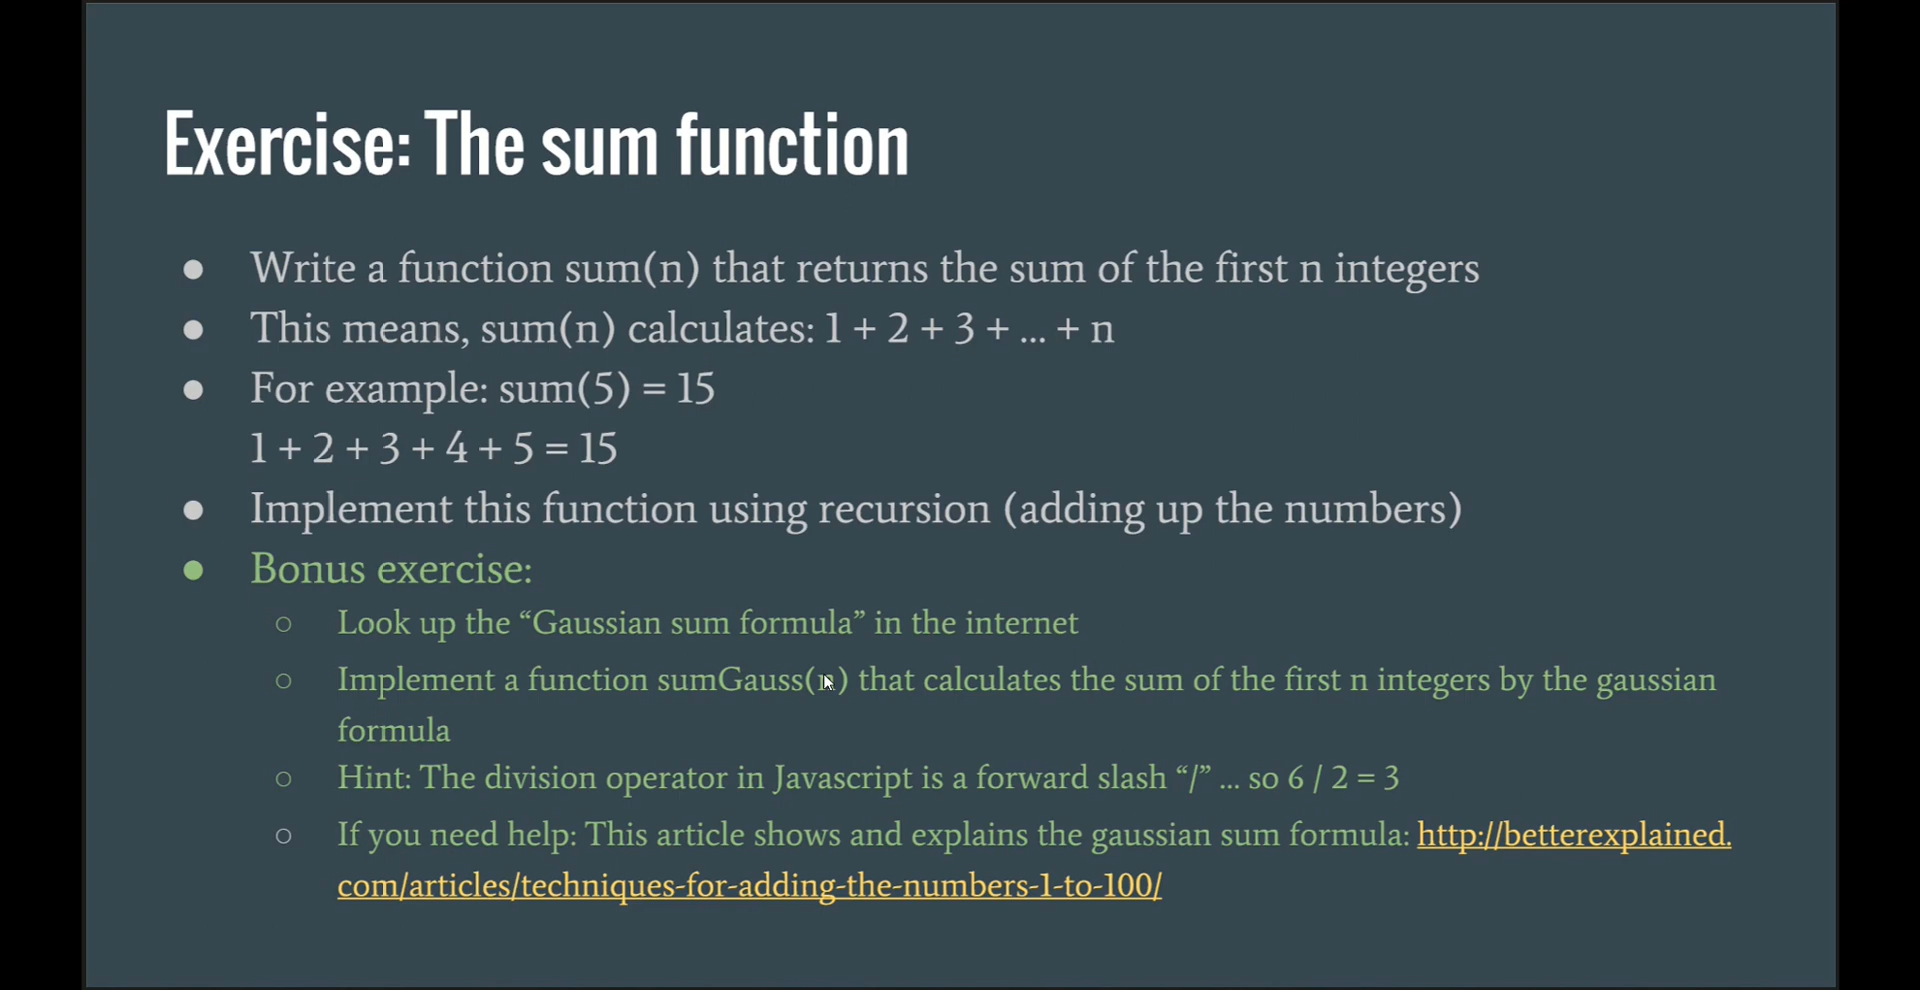 Exercise: The sum function
● Write a function sum(n) that returns the sum of the first n integers
● This means, sum(n) calculates: 1 + 2 + 3 + ... + n
● For example: sum(5) = 15
1 + 2 + 3 + 4 + 5 = 15
● Implement this function using recursion (adding up the numbers)
● Bonus exercise:
○ Look up the “Gaussian sum formula” in the internet
○ Implement a function sumGauss(n) that calculates the sum of the first n integers by the gaussian
formula
○ Hint: The division operator in Javascript is a forward slash “/” ... so 6 / 2 = 3
○ If you need help: This article shows and explains the gaussian sum formula: http://betterexplained.
com/articles/techniques-for-adding-the-numbers-1-to-100/